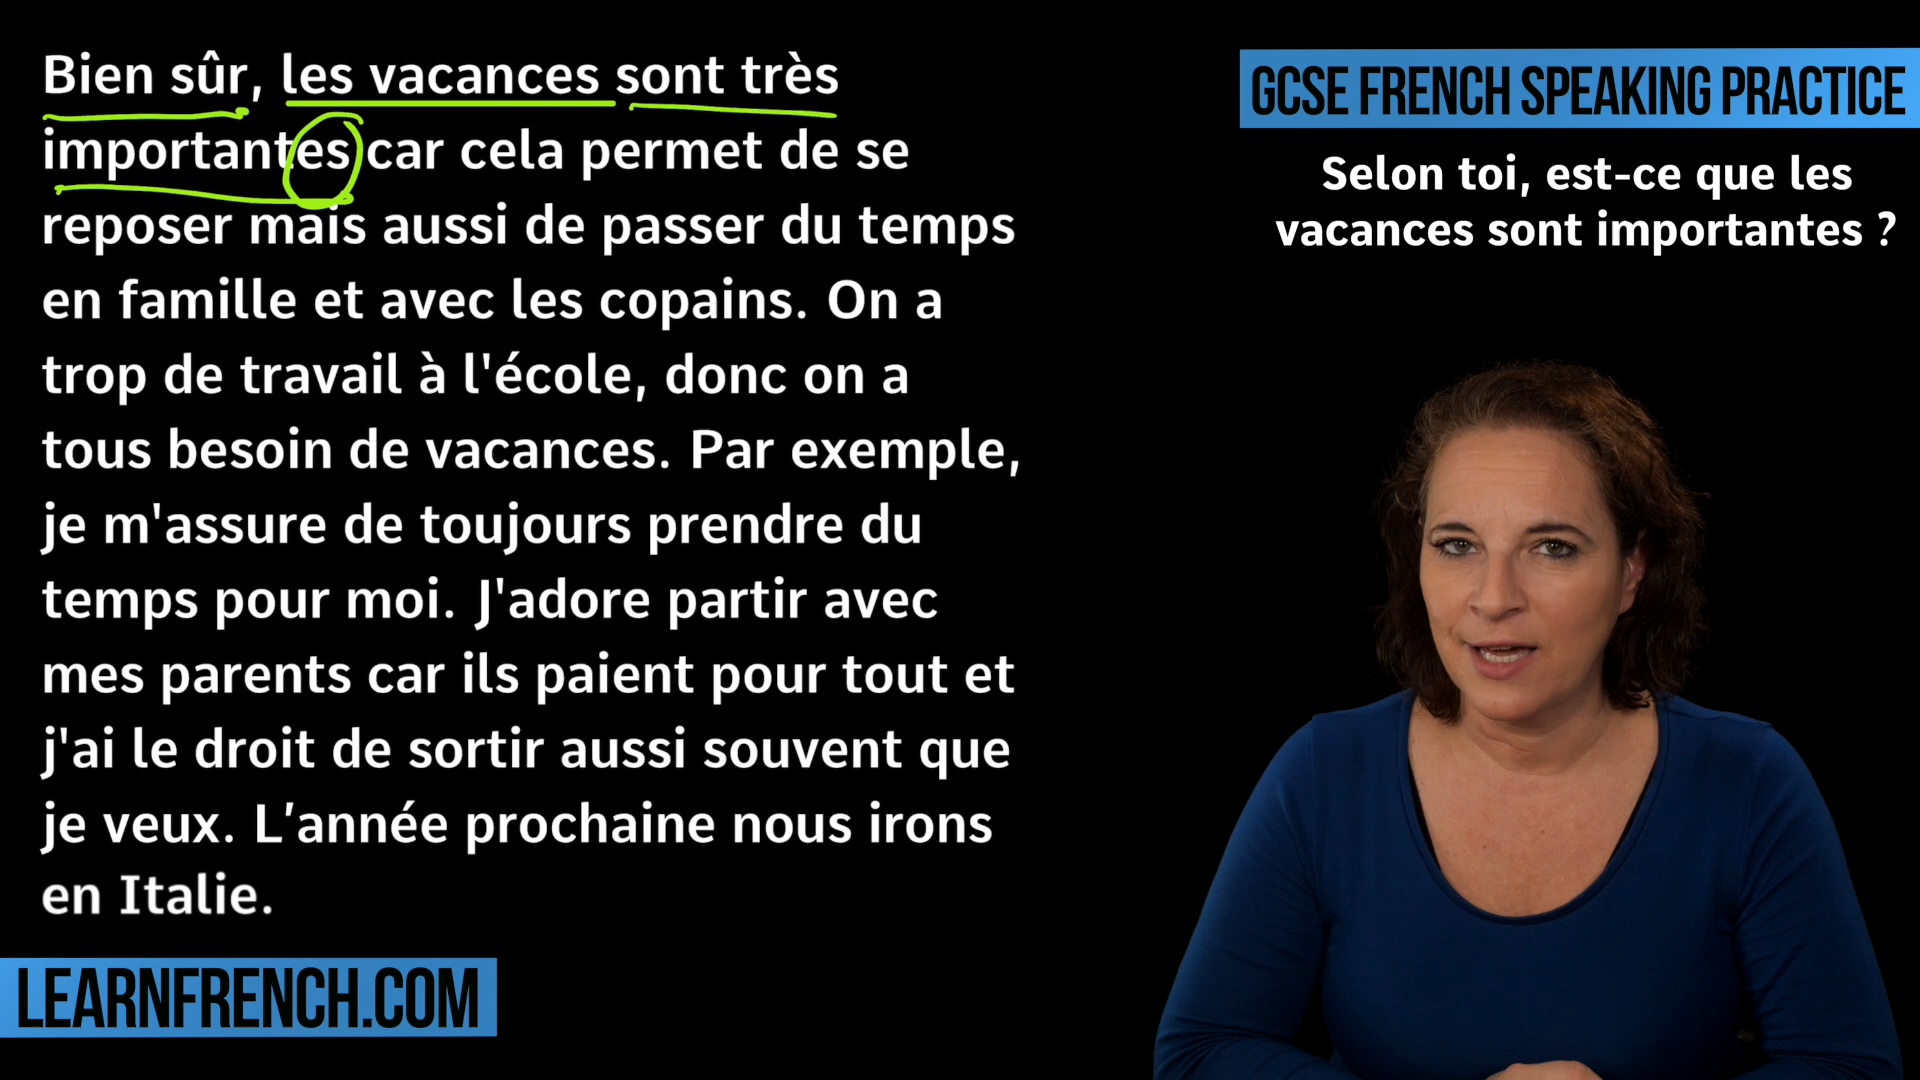 Bien sûr, les vacances sont très
importantes car cela permet de se
reposer mais aussi de passer du temps
en famille et avec les copains. On a
trop de travail à l'école, donc on a
tous besoin de vacances. Par exemple,
je m'assure de toujours prendre du
temps pour moi. J'adore partir avec
mes parents car ils paient pour tout et
j'ai le droit de sortir aussi souvent que
je veux. L’année prochaine nous irons
en Italie.
LEARNFRENCH.COM
GCSE FRENCH SPEAKING PRACTICE
Selon toi, est-ce que les
vacances sont importantes ?